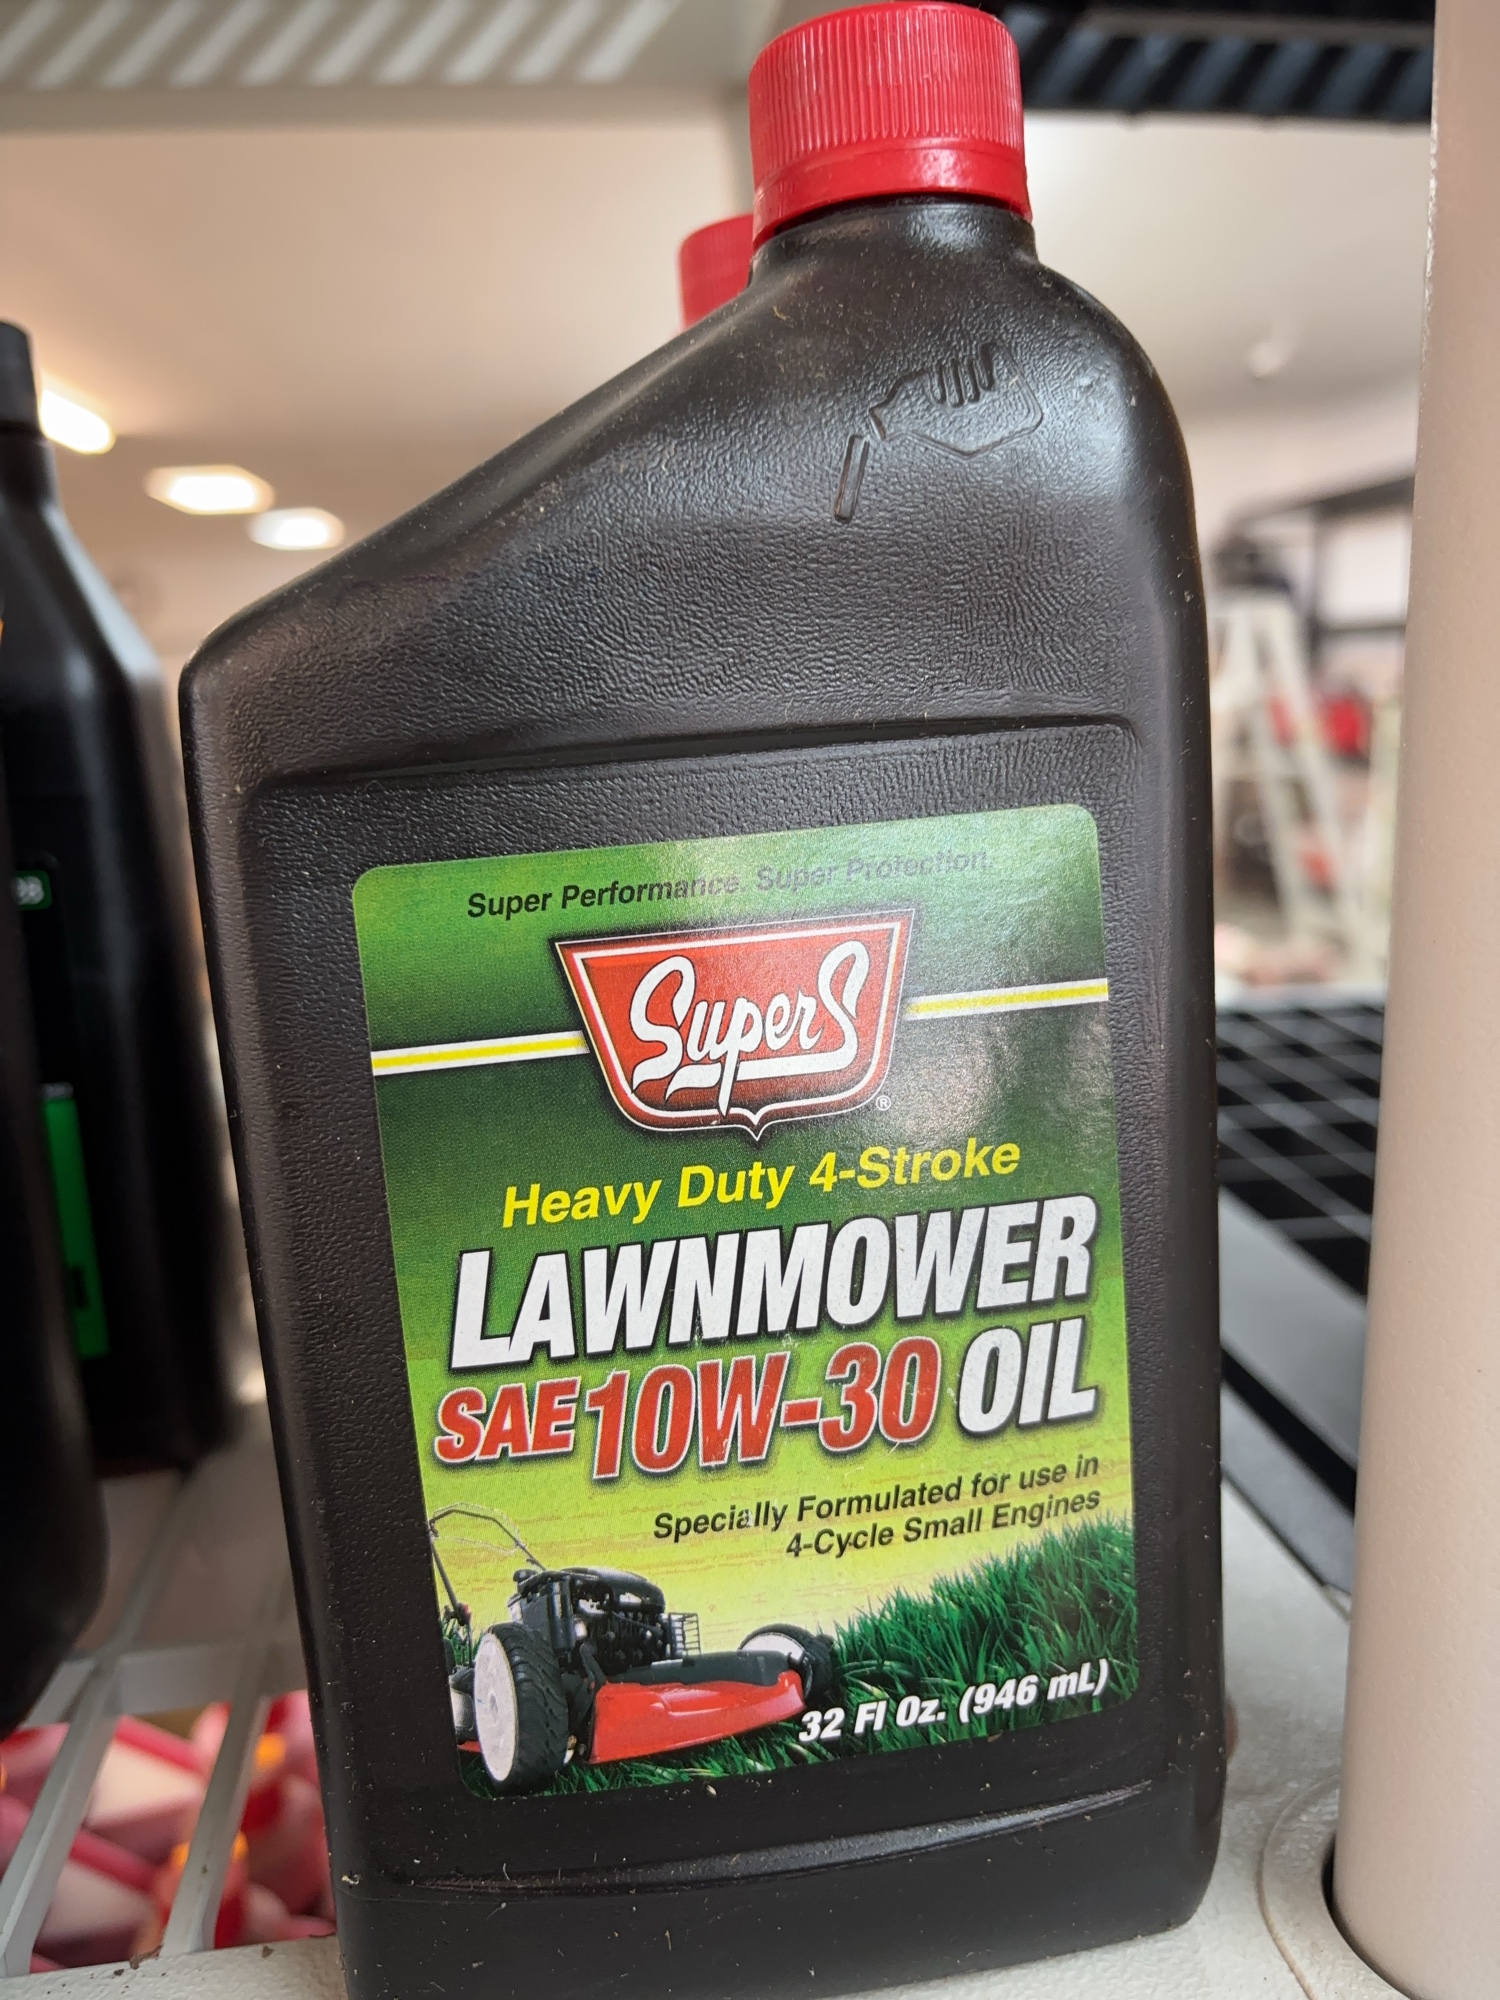 Super Performance. Super Protection.
SuperS
®
Heavy Duty 4-Stroke
LAWNMOWER
SAE 10W-30 OIL
Specially Formulated for use in
4-Cycle Small Engines
32 Fl Oz. (946 mL)